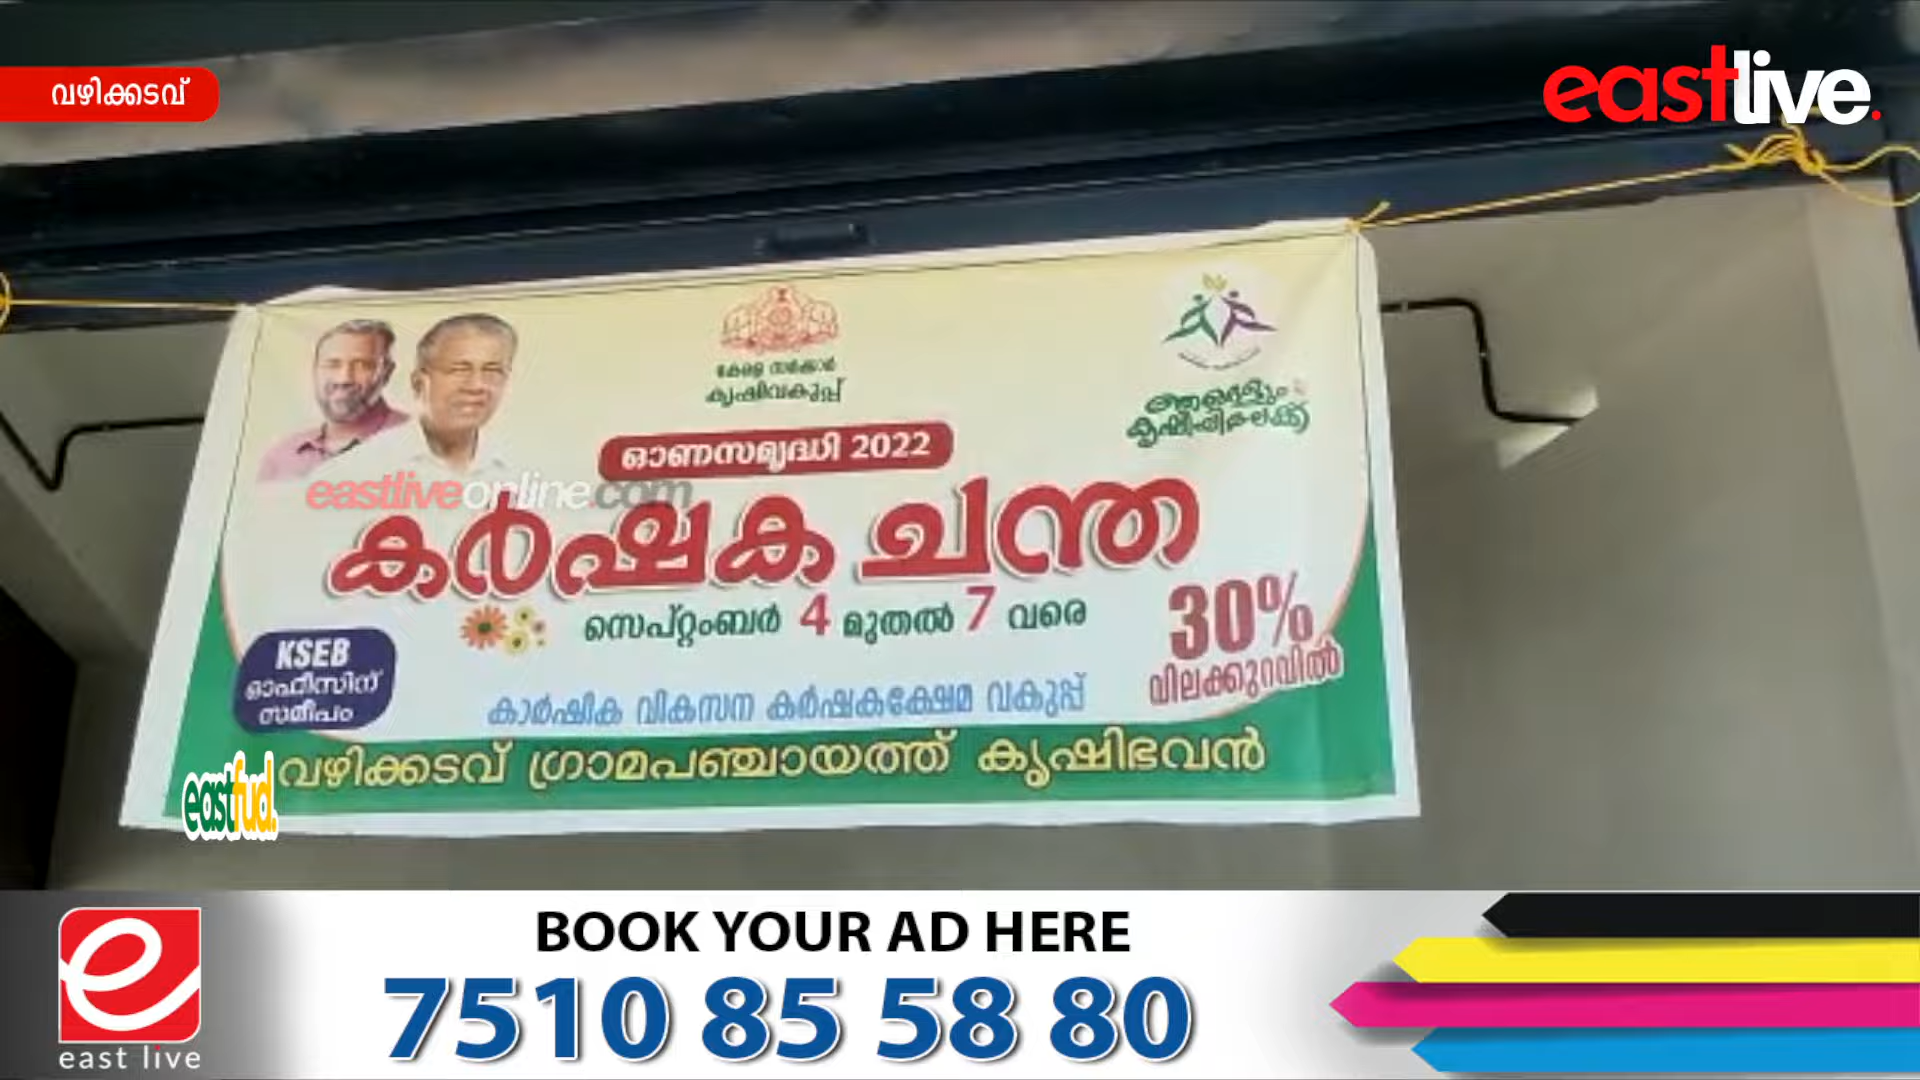 വഴിക്കടവ്
eastlive.
കേരള സർക്കാർ
കൃഷിവകുപ്പ്
ഞങ്ങളും
കൃഷിയിലേക്ക്
ഓണസമൃദ്ധി 2022
eastliveonline.com
കർഷക ചന്ത
സെപ്റ്റംബർ 4 മുതൽ 7 വരെ
30%
വിലക്കുറവിൽ
KSEB
ഓഫീസിന്
സമീപം
കാർഷിക വികസന കർഷകക്ഷേമ വകുപ്പ്
വഴിക്കടവ് ഗ്രാമപഞ്ചായത്ത് കൃഷിഭവൻ
eastfud.
BOOK YOUR AD HERE
7510 85 58 80
east live